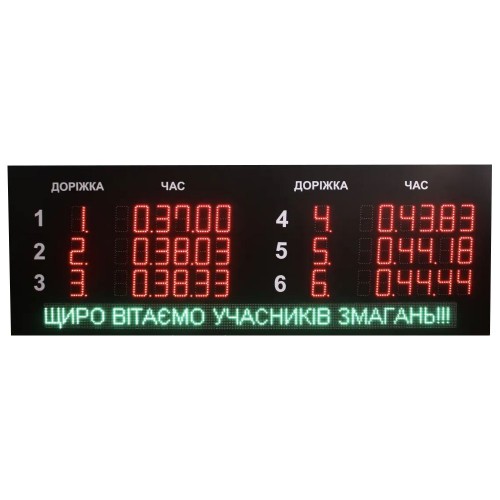 ДОРІЖКА ЧАС ДОРІЖКА ЧАС
1 1. 0.37.00 4 4. 0.43.83
2 2. 0.38.03 5 5. 0.44.18
3 3. 0.38.33 6 6. 0.44.44
ЩИРО ВІТАЄМО УЧАСНИКІВ ЗМАГАНЬ!!!